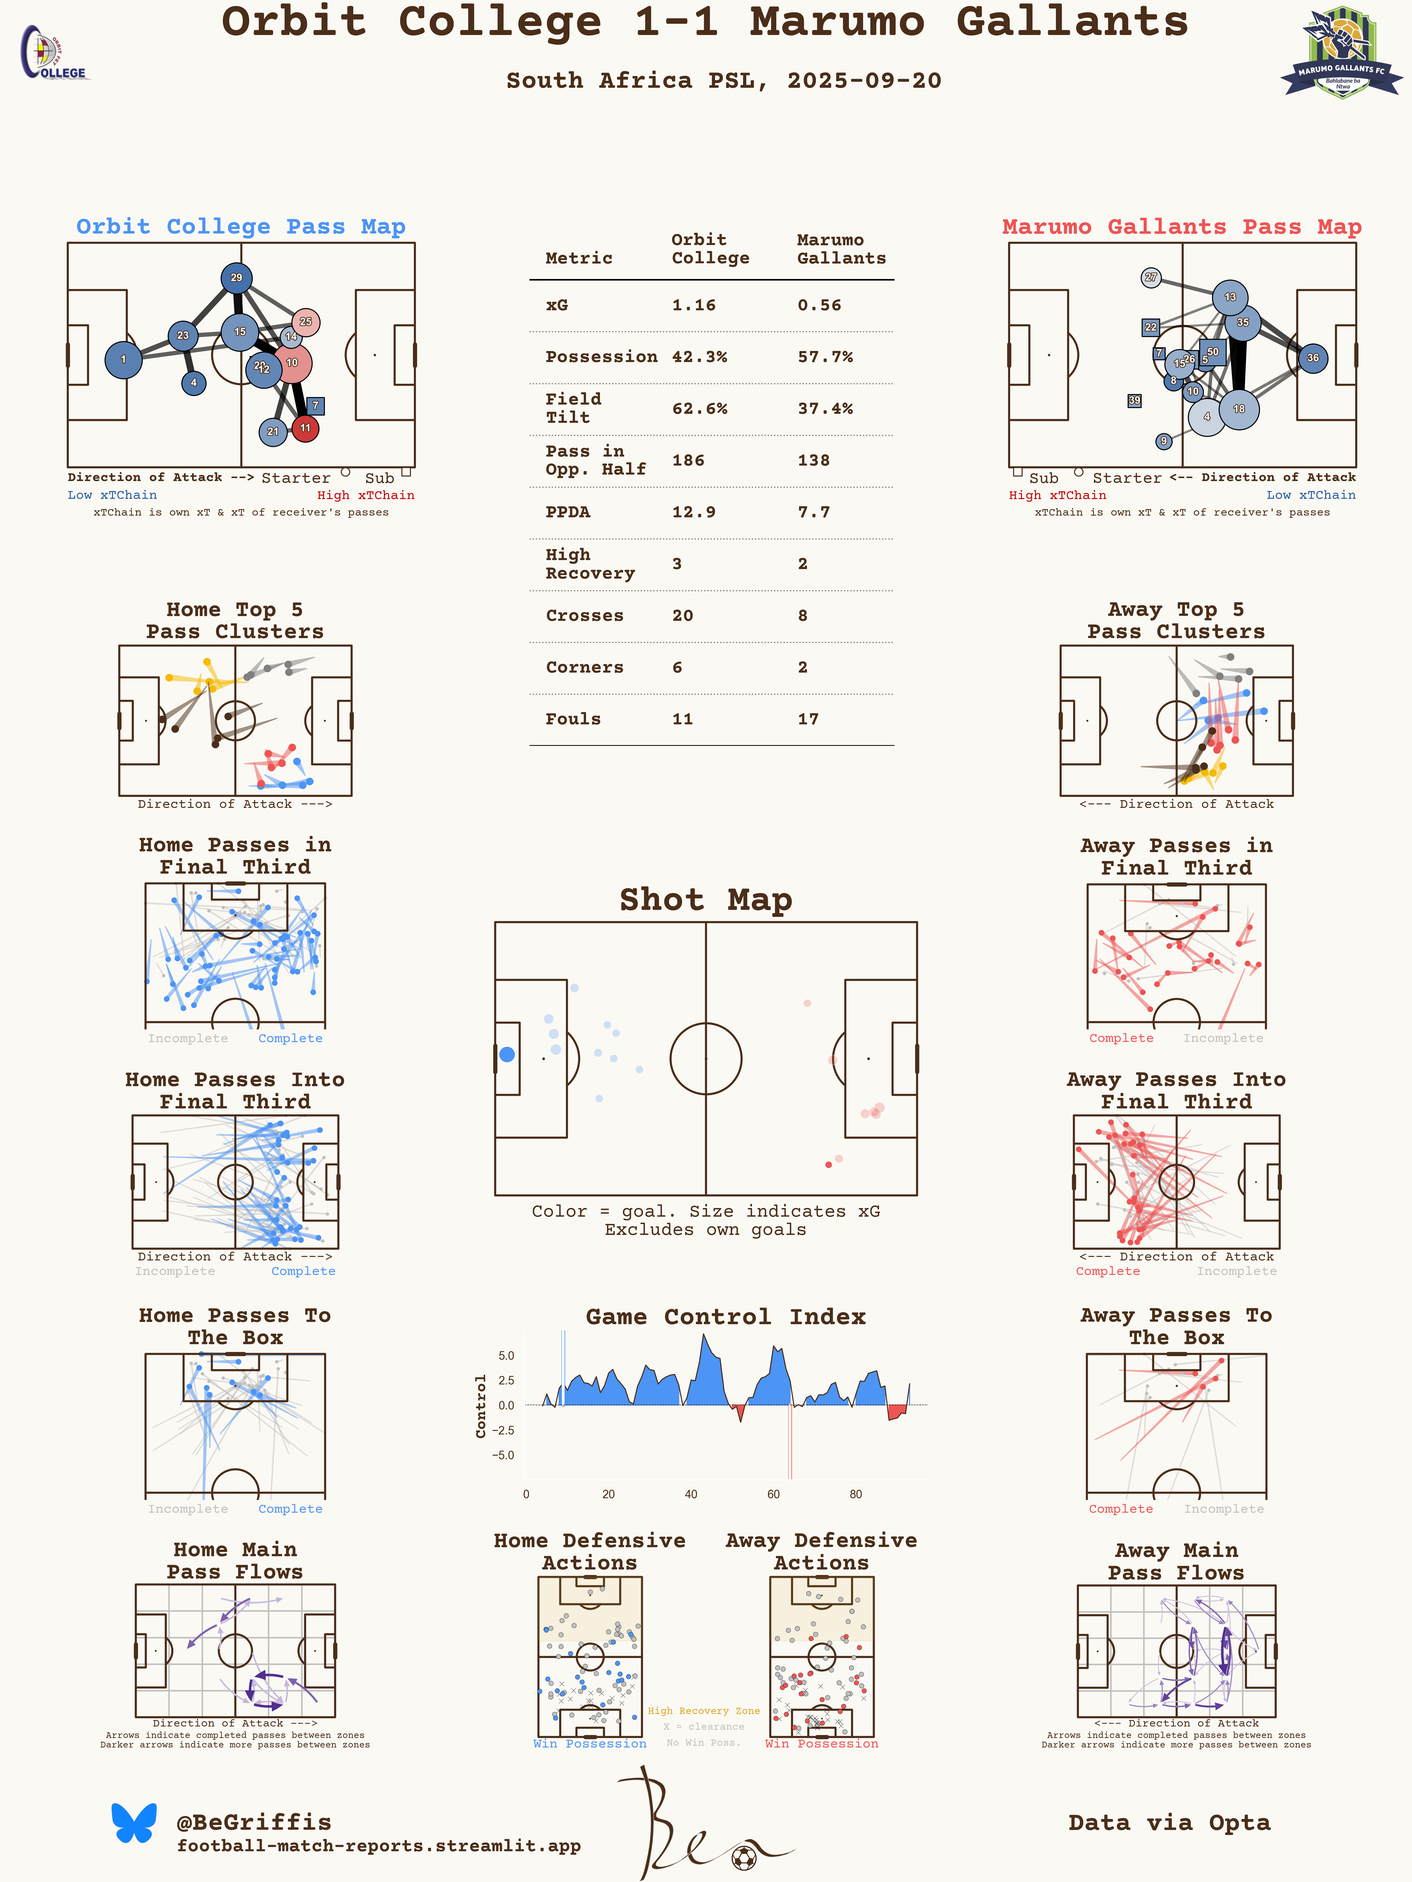 Orbit College 1-1 Marumo Gallants
South Africa PSL, 2025-09-20
COLLEGE
MARUMO GALLANTS FC
Bahlabane ba
Ntwa
Orbit College Pass Map
29
25
23
15
14
1
10
12
4
7
21
11
Direction of Attack --> Starter Sub
Low xTChain High xTChain
xTChain is own xT & xT of receiver's passes
Metric Orbit College Marumo Gallants
xG 1.16 0.56
Possession 42.3% 57.7%
Field Tilt 62.6% 37.4%
Pass in Opp. Half 186 138
PPDA 12.9 7.7
High Recovery 3 2
Crosses 20 8
Corners 6 2
Fouls 11 17
Marumo Gallants Pass Map
27
13
22
35
7
50
15
26
5
36
8
10
39
4
18
9
Sub Starter <-- Direction of Attack
High xTChain Low xTChain
xTChain is own xT & xT of receiver's passes
Home Top 5
Pass Clusters
Direction of Attack --->
Away Top 5
Pass Clusters
<--- Direction of Attack
Home Passes in
Final Third
Incomplete Complete
Away Passes in
Final Third
Complete Incomplete
Shot Map
Color = goal. Size indicates xG
Excludes own goals
Home Passes Into
Final Third
Direction of Attack --->
Incomplete Complete
Away Passes Into
Final Third
<--- Direction of Attack
Complete Incomplete
Game Control Index
Control
5.0
2.5
0.0
−2.5
−5.0
0 20 40 60 80
Home Passes To
The Box
Incomplete Complete
Away Passes To
The Box
Complete Incomplete
Home Main
Pass Flows
Direction of Attack --->
Arrows indicate completed passes between zones
Darker arrows indicate more passes between zones
Home Defensive
Actions
Win Possession
High Recovery Zone
X = clearance
No Win Poss.
Away Defensive
Actions
Win Possession
Away Main
Pass Flows
<--- Direction of Attack
Arrows indicate completed passes between zones
Darker arrows indicate more passes between zones
@BeGriffis
football-match-reports.streamlit.app
Ben
Data via Opta